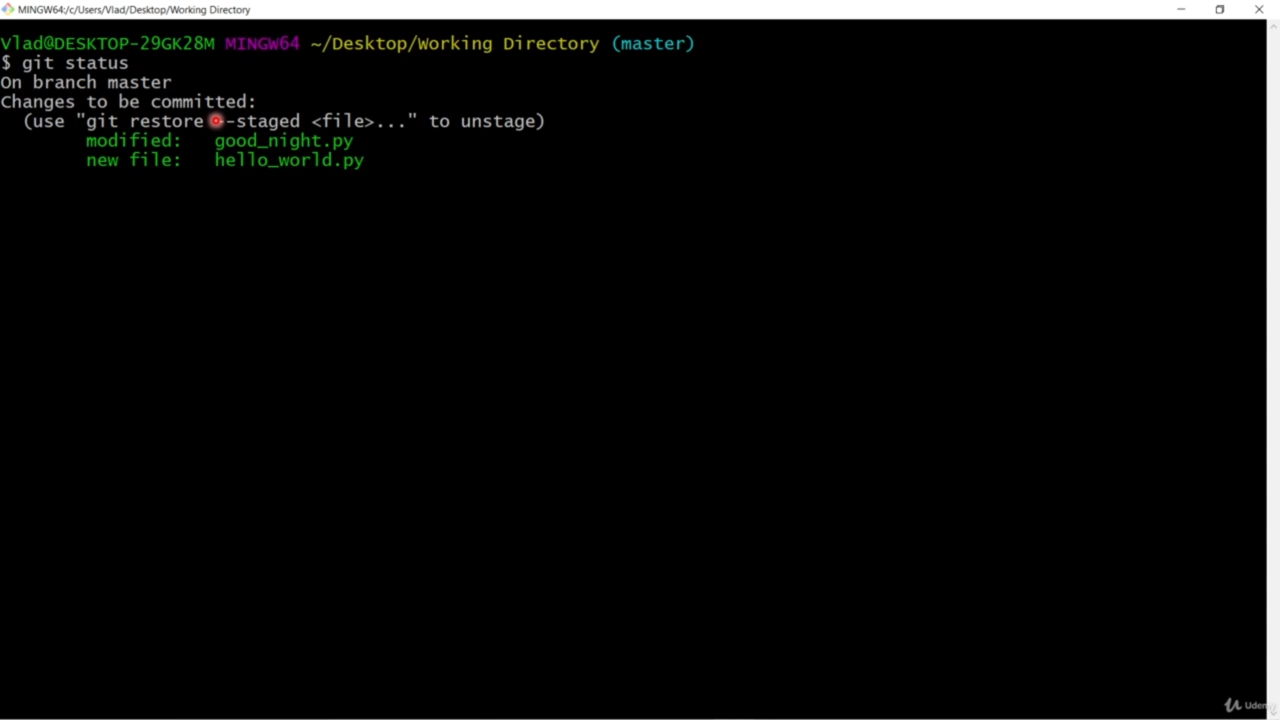 MINGW64:/c/Users/Vlad/Desktop/Working Directory
Vlad@DESKTOP-29GK28M MINGW64 ~/Desktop/Working Directory (master)
$ git status
On branch master
Changes to be committed:
  (use "git restore --staged <file>..." to unstage)
        modified:   good_night.py
        new file:   hello_world.py
Udemy